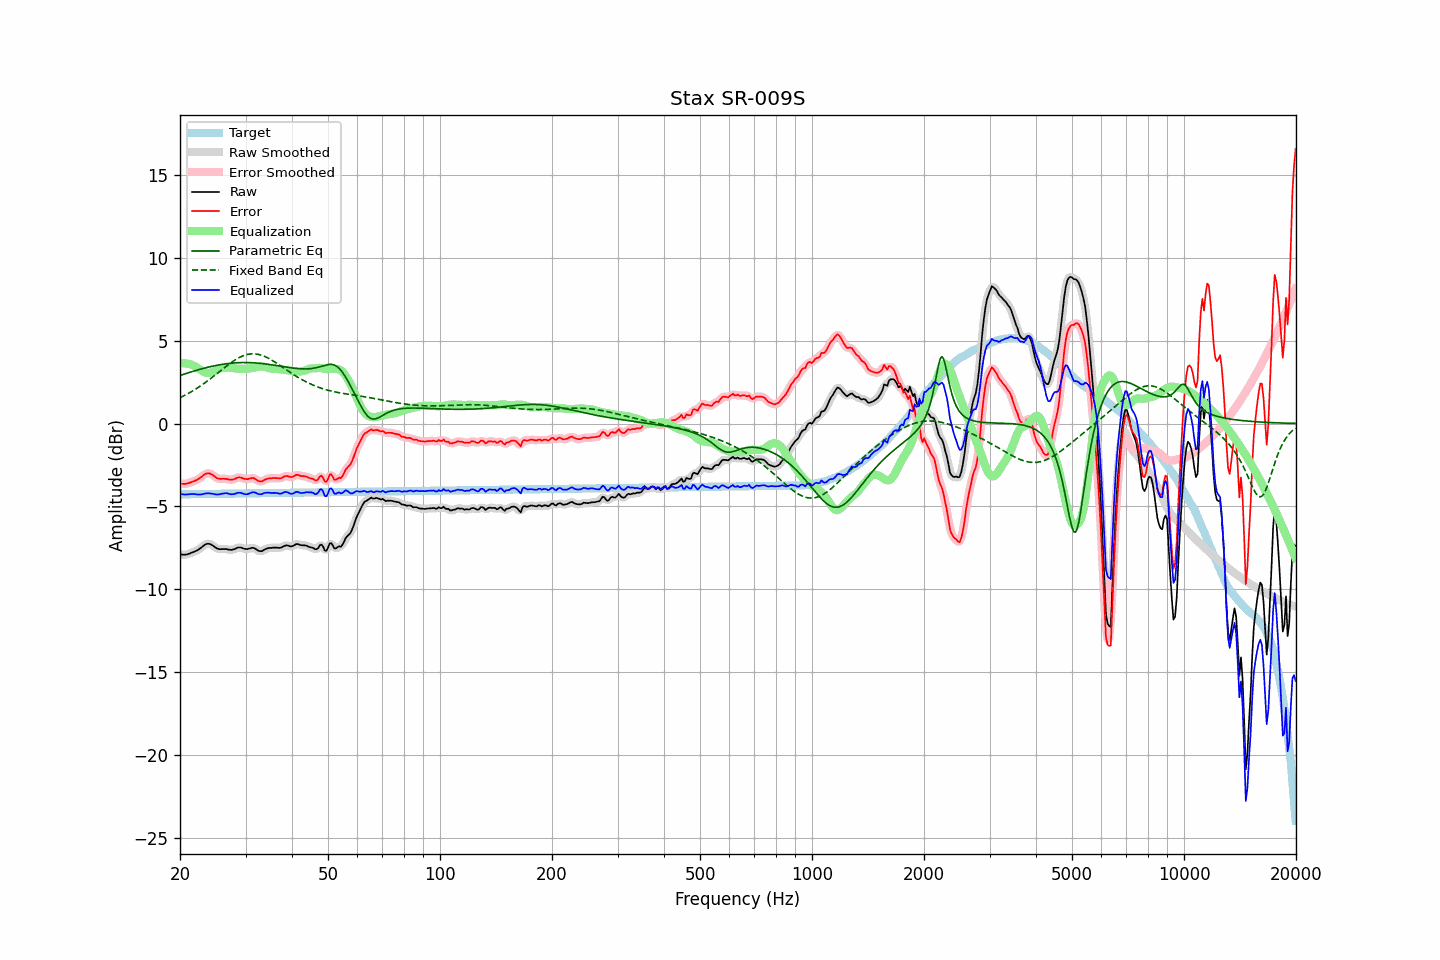 Stax SR-009S
Target
Raw Smoothed
Error Smoothed
Raw
Error
Equalization
Parametric Eq
Fixed Band Eq
Equalized
15
10
5
0
−5
−10
−15
−20
−25
Amplitude (dBr)
20
50
100
200
500
1000
2000
5000
10000
20000
Frequency (Hz)